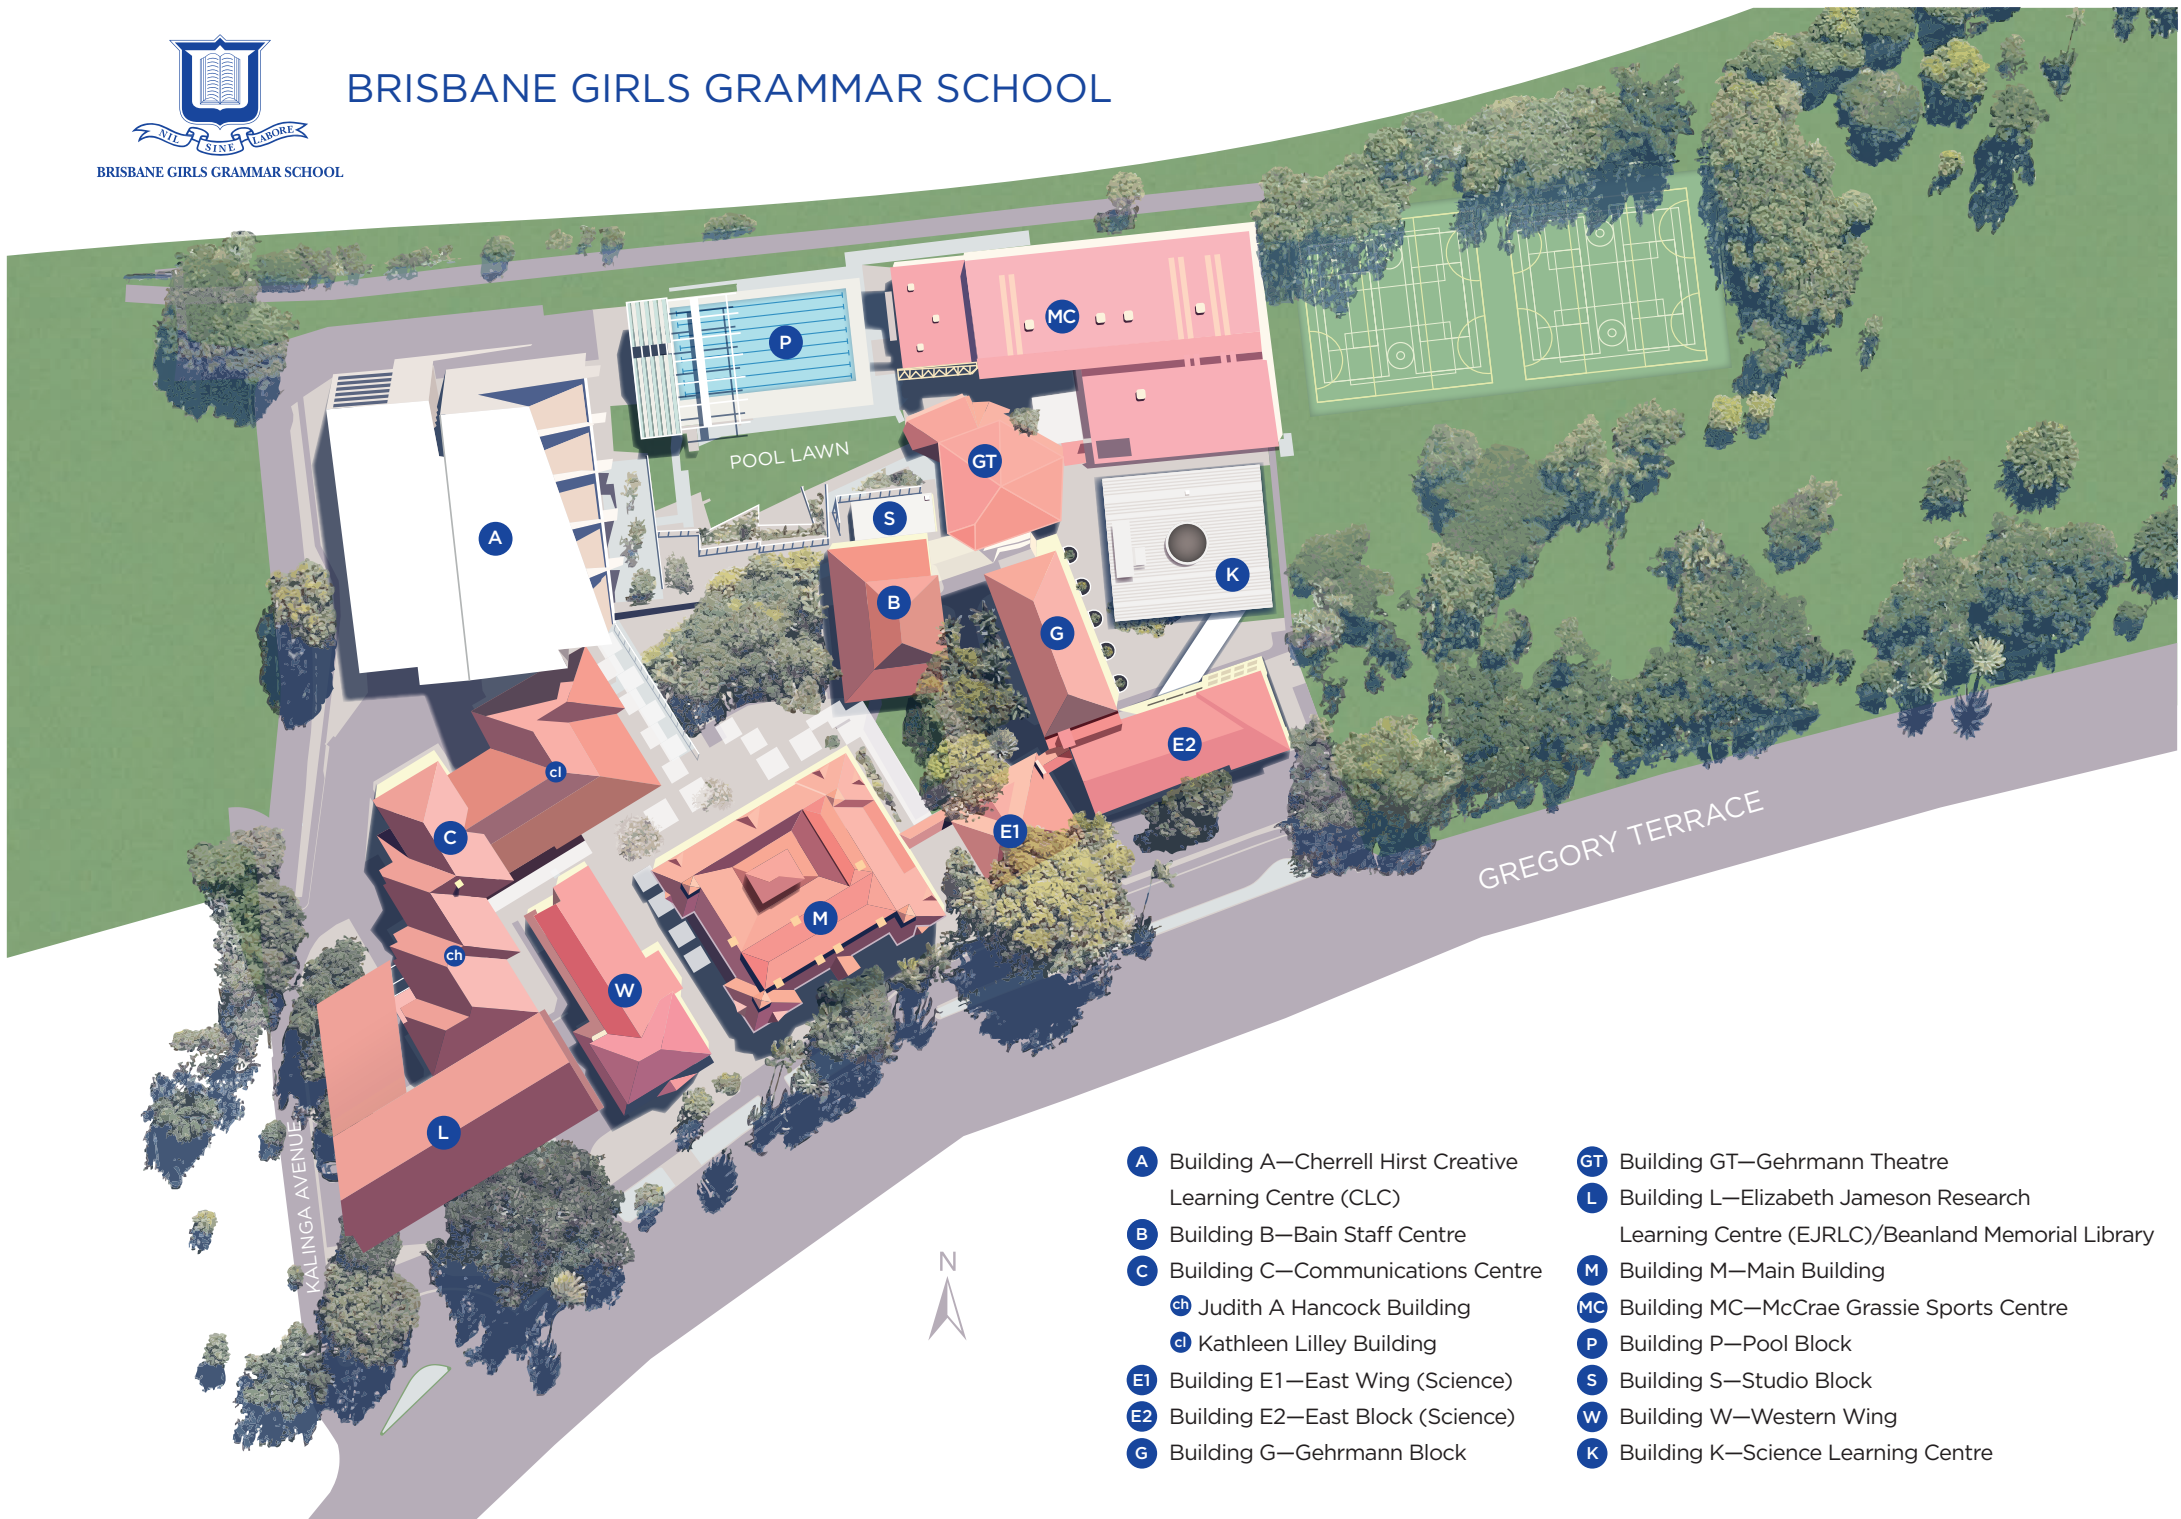 BRISBANE GIRLS GRAMMAR SCHOOL
NIL SINE LABORE
BRISBANE GIRLS GRAMMAR SCHOOL
MC
P
POOL LAWN
GT
S
A
K
B
G
E2
cl
E1
C
GREGORY TERRACE
M
ch
W
L
KALINGA AVENUE
N
A Building A—Cherrell Hirst Creative
Learning Centre (CLC)
B Building B—Bain Staff Centre
C Building C—Communications Centre
ch Judith A Hancock Building
cl Kathleen Lilley Building
E1 Building E1—East Wing (Science)
E2 Building E2—East Block (Science)
G Building G—Gehrmann Block
GT Building GT—Gehrmann Theatre
L Building L—Elizabeth Jameson Research
Learning Centre (EJRLC)/Beanland Memorial Library
M Building M—Main Building
MC Building MC—McCrae Grassie Sports Centre
P Building P—Pool Block
S Building S—Studio Block
W Building W—Western Wing
K Building K—Science Learning Centre